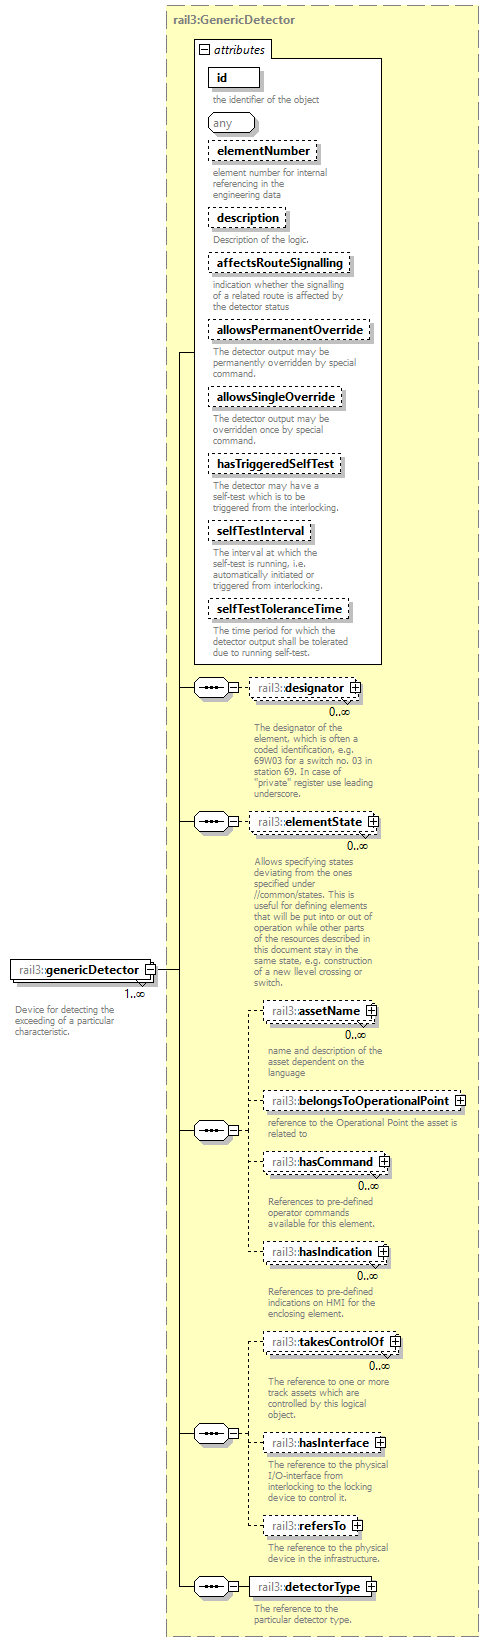 rail3:GenericDetector
attributes
id
the identifier of the object
any
elementNumber
element number for internal
referencing in the
engineering data
description
Description of the logic.
affectsRouteSignalling
indication whether the signalling
of a related route is affected by
the detector status
allowsPermanentOverride
The detector output may be
permanently overridden by special
command.
allowsSingleOverride
The detector output may be
overridden once by special
command.
hasTriggeredSelfTest
The detector may have a
self-test which is to be
triggered from the interlocking.
selfTestInterval
The interval at which the
self-test is running, i.e.
automatically initiated or
triggered from interlocking.
selfTestToleranceTime
The time period for which the
detector output shall be tolerated
due to running self-test.
rail3:designator
0..∞
The designator of the
element, which is often a
coded identification, e.g.
69W03 for a switch no. 03 in
station 69. In case of
"private" register use leading
underscore.
rail3:elementState
0..∞
Allows specifying states
deviating from the ones
specified under
//common/states. This is
useful for defining elements
that will be put into or out of
operation while other parts
of the resources described in
this document stay in the
same state, e.g. construction
of a new llevel crossing or
switch.
rail3:genericDetector
1..∞
Device for detecting the
exceeding of a particular
characteristic.
rail3:assetName
0..∞
name and description of the
asset dependent on the
language
rail3:belongsToOperationalPoint
reference to the Operational Point the asset is
related to
rail3:hasCommand
0..∞
References to pre-defined
operator commands
available for this element.
rail3:hasIndication
0..∞
References to pre-defined
indications on HMI for the
enclosing element.
rail3:takesControlOf
0..∞
The reference to one or more
track assets which are
controlled by this logical
object.
rail3:hasInterface
The reference to the physical
I/O-interface from
interlocking to the locking
device to control it.
rail3:refersTo
The reference to the physical
device in the infrastructure.
rail3:detectorType
The reference to the
particular detector type.